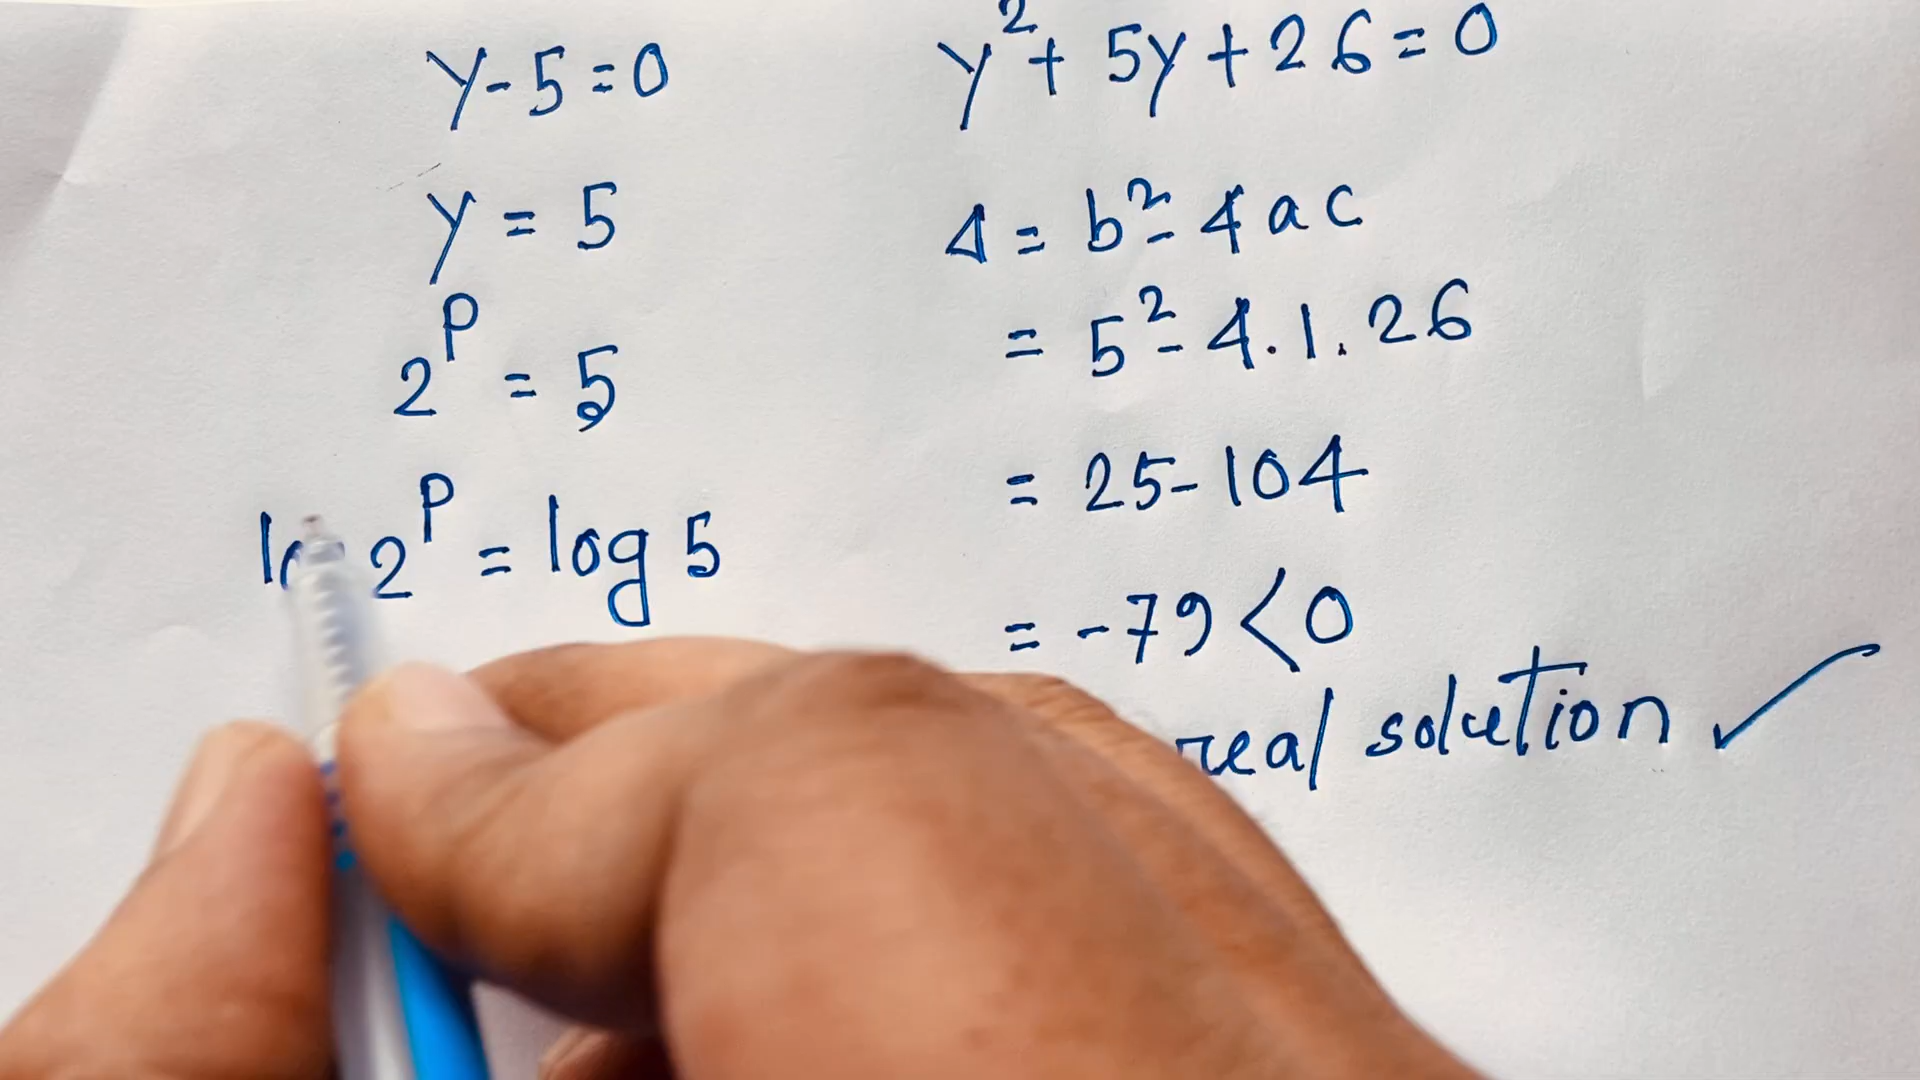 y-5=0
y = 5
2^P = 5
2^P = log 5
y²+ 5y+26=0
Δ = b²-4ac
= 5²-4.1.26
= 25-104
= -79<0
real solution ✓